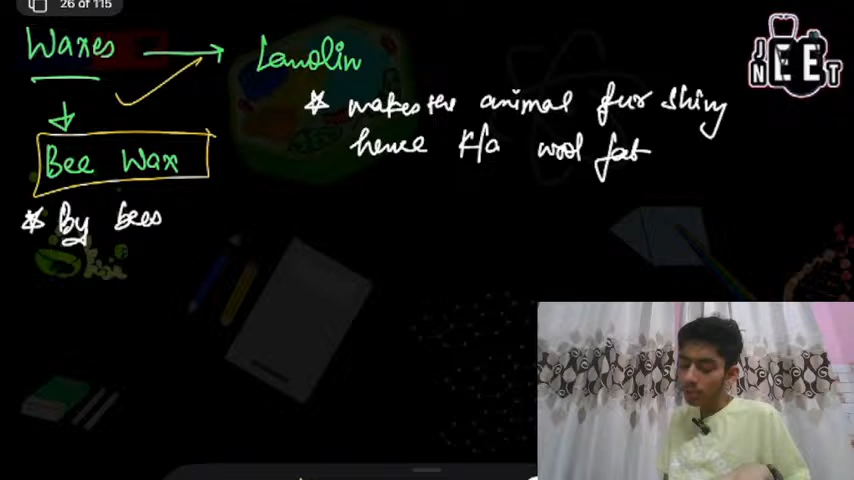 26 of 115
Waxes → Lanolin
* makes the animal fur shiny
hence K/a wool fat
Bee Wax
* By bees
J NEET